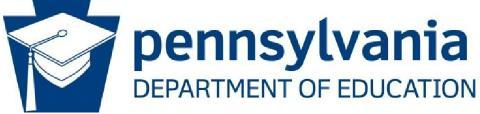 pennsylvania
DEPARTMENT OF EDUCATION